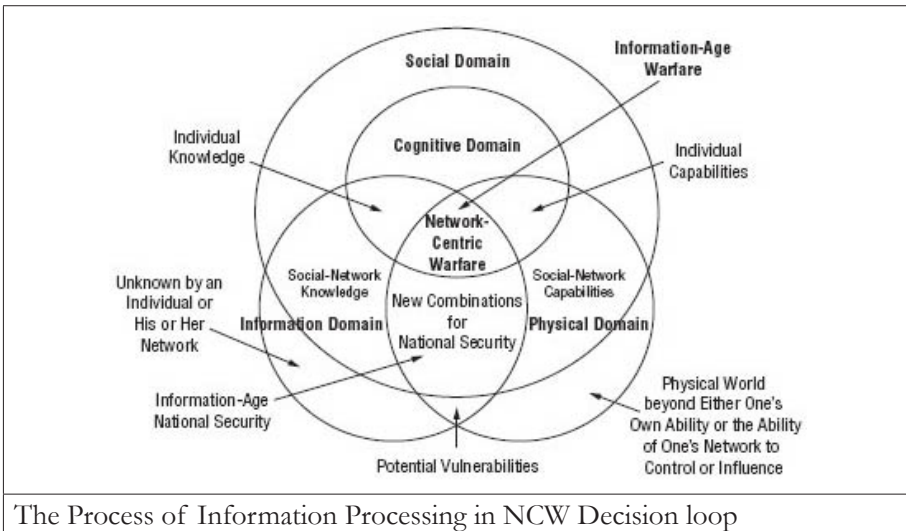 Social Domain
Information-Age
Warfare
Individual
Knowledge
Cognitive Domain
Individual
Capabilities
Network-
Centric
Warfare
Unknown by an
Individual or
His or Her
Network
Social-Network
Knowledge
Information Domain
New Combinations
for
National Security
Social-Network
Capabilities
Physical Domain
Information-Age
National Security
Potential Vulnerabilities
Physical World
beyond Either One's
Own Ability or the Ability
of One's Network to
Control or Influence
The Process of Information Processing in NCW Decision loop